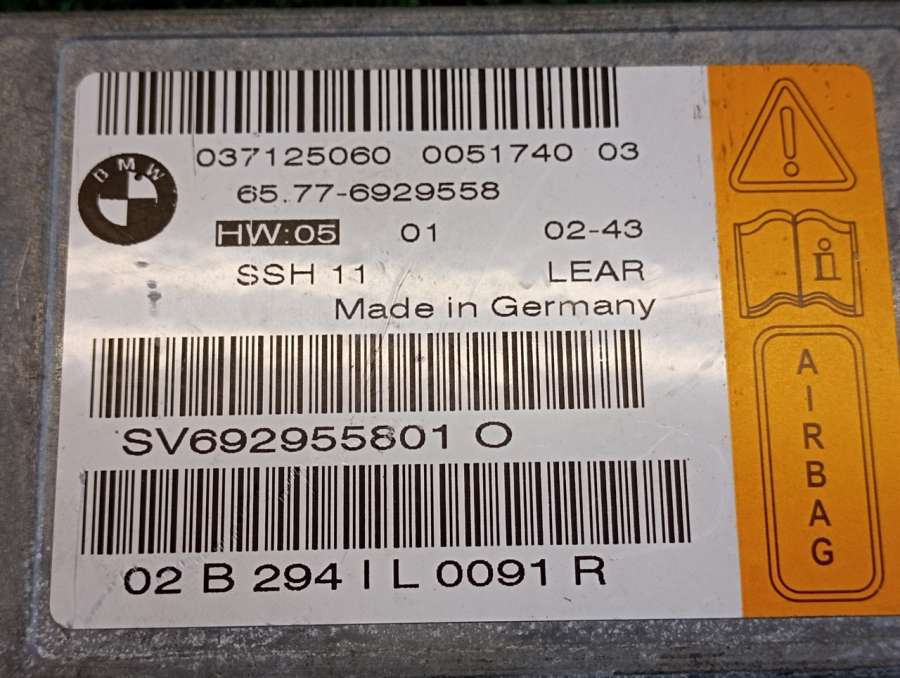 037125060 0051740 03
BMW
65.77-6929558
HW:05 01 02-43
SSH 11 LEAR
Made in Germany
SV692955801 O
02 B 294 I L 0091 R
!
i
AIRBAG